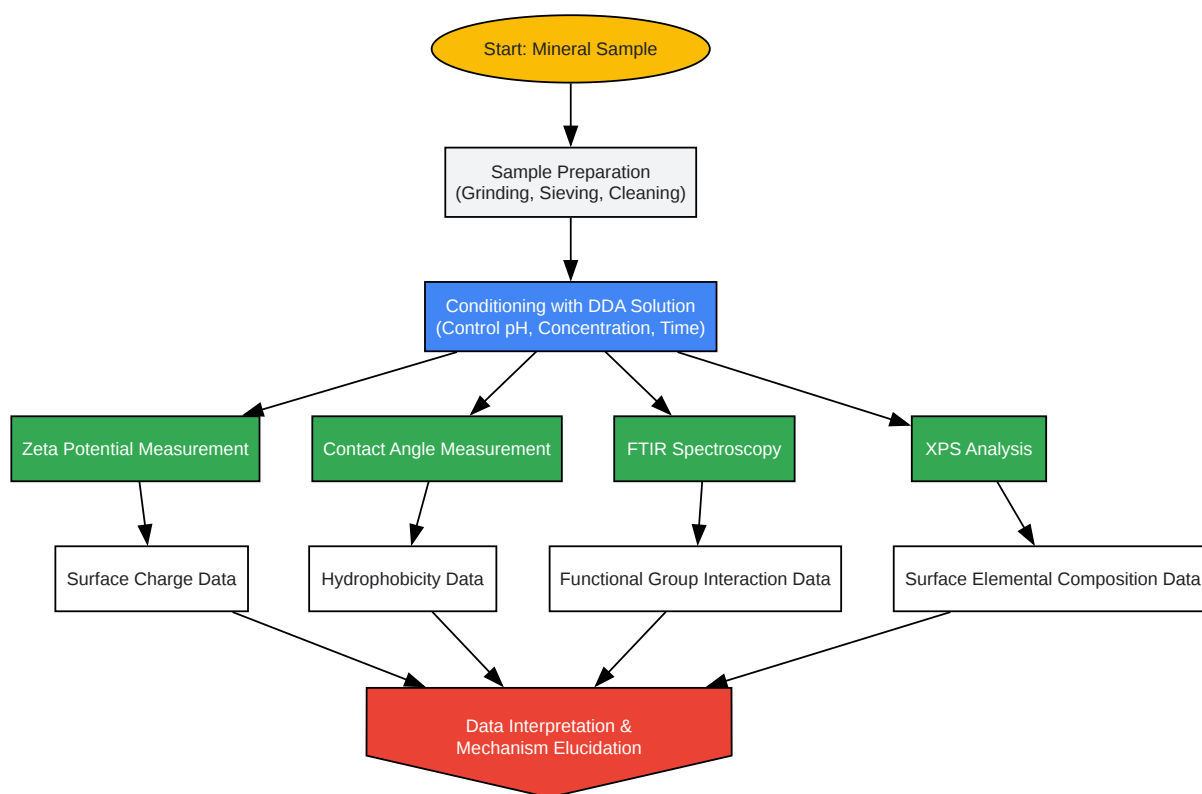 Start: Mineral Sample
Sample Preparation
(Grinding, Sieving, Cleaning)
Conditioning with DDA Solution
(Control pH, Concentration, Time)
Zeta Potential Measurement
Contact Angle Measurement
FTIR Spectroscopy
XPS Analysis
Surface Charge Data
Hydrophobicity Data
Functional Group Interaction Data
Surface Elemental Composition Data
Data Interpretation &
Mechanism Elucidation